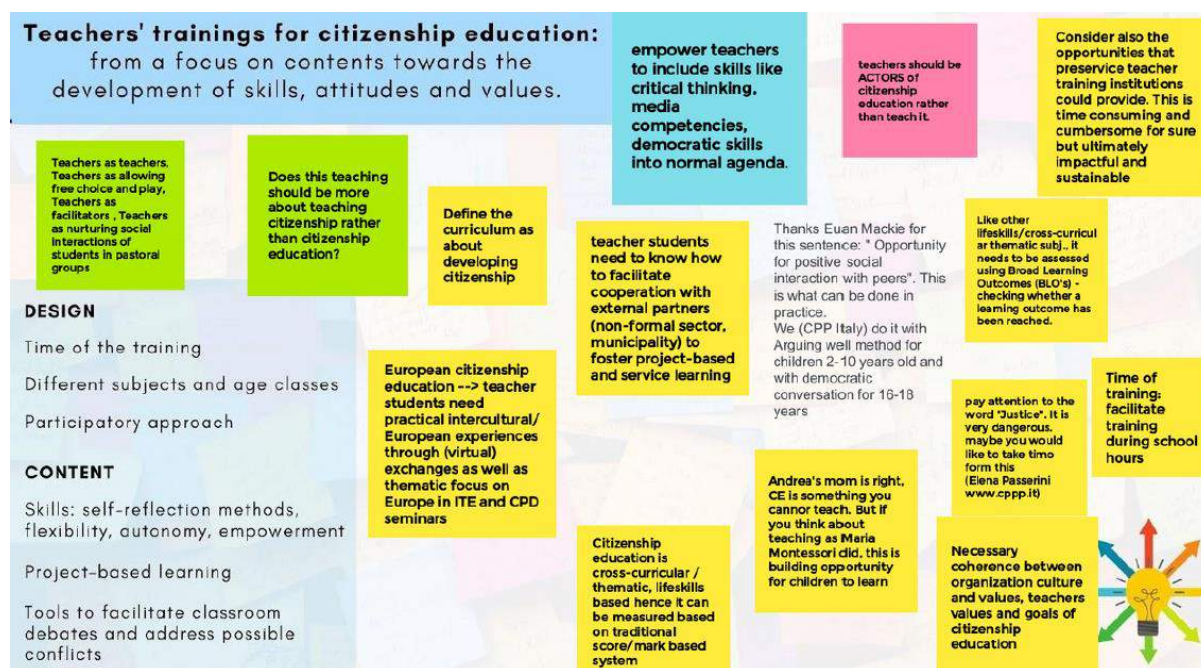 Teachers' trainings for citizenship education:
from a focus on contents towards the
development of skills, attitudes and values.
empower teachers
to include skills like
critical thinking,
media
competencies,
democratic skills
into normal agenda.
teachers should be
ACTORS of
citizenship
education rather
than teach it.
Consider also the
opportunities that
preservice teacher
training institutions
could provide. This is
time consuming and
cumbersome for sure
but ultimately
impactful and
sustainable
Teachers as teachers,
Teachers as allowing
free choice and play,
Teachers as
facilitators , Teachers
as nurturing social
interactions of
students in pastoral
groups
Does this teaching
should be more
about teaching
citizenship rather
than citizenship
education?
Define the
curriculum as
about
developing
citizenship
teacher students
need to know how
to facilitate
cooperation with
external partners
(non-formal sector,
municipality) to
foster project-based
and service learning
Thanks Euan Mackie for
this sentence: " Opportunity
for positive social
interaction with peers". This
is what can be done in
practice.
We (CPP Italy) do it with
Arguing well method for
children 2-10 years old and
with democratic
conversation for 16-18
years
Like other
lifeskills/cross-curricul
ar thematic subj., it
needs to be assessed
using Broad Learning
Outcomes (BLO's) -
checking whether a
learning outcome has
been reached.
DESIGN
Time of the training
Different subjects and age classes
Participatory approach
European citizenship
education --> teacher
students need
practical intercultural/
European experiences
through (virtual)
exchanges as well as
thematic focus on
Europe in ITE and CPD
seminars
pay attention to the
word "Justice". It is
very dangerous.
maybe you would
like to take timo
form this
(Elena Passerini
www.cppp.it)
Time of
training:
facilitate
training
during school
hours
CONTENT
Skills: self-reflection methods,
flexibility, autonomy, empowerment
Project-based learning
Tools to facilitate classroom
debates and address possible
conflicts
Citizenship
education is
cross-curricular /
thematic, lifeskills
based hence it can
be measured based
on traditional
score/mark based
system
Andrea's mom is right,
CE is something you
cannor teach. But if
you think about
teaching as Maria
Montessori did, this is
building opportunity
for children to learn
Necessary
coherence between
organization culture
and values, teachers
values and goals of
citizenship
education